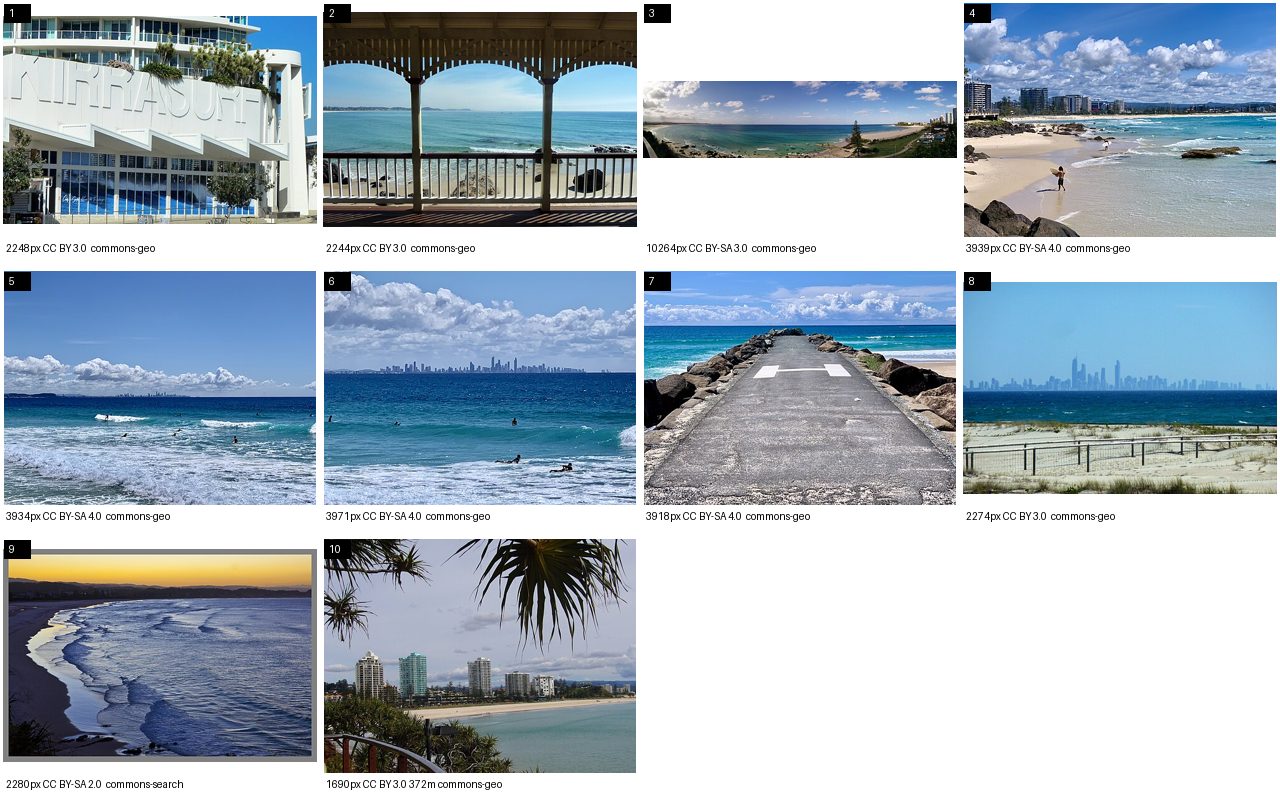 1
2
3
4
KIRRA SURF
2248px CC BY 3.0 commons-geo
2244px CC BY 3.0 commons-geo
10264px CC BY-SA 3.0 commons-geo
3939px CC BY-SA 4.0 commons-geo
5
6
7
8
3934px CC BY-SA 4.0 commons-geo
3971px CC BY-SA 4.0 commons-geo
3918px CC BY-SA 4.0 commons-geo
2274px CC BY 3.0 commons-geo
9
10
2280px CC BY-SA 2.0 commons-search
1690px CC BY 3.0 372m commons-geo